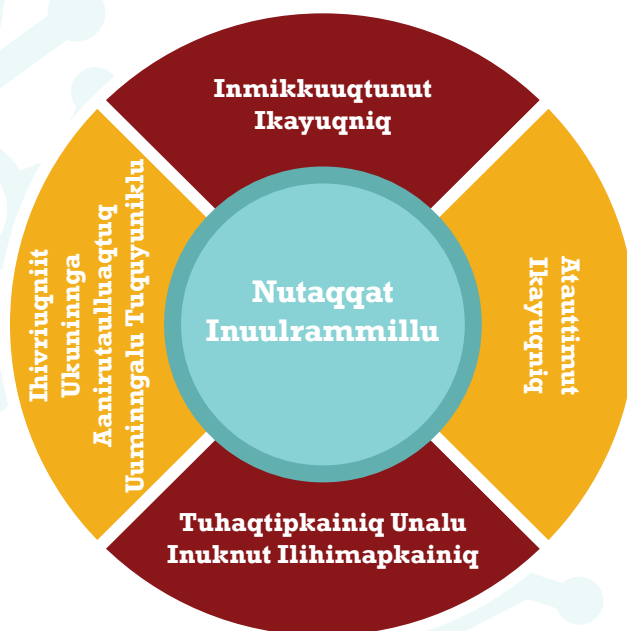 Inmikkuuqtunut
Ikayuqniq
Atauttimut
Ikayuqniq
Tuhaqtipkainiq Unalu
Inuknut Ilihimapkainiq
Ihivriuqniit
Ukuninnga
Aanirutaulluaqtuq
Uuminngalu Tuquyuniklu
Nutaqqat
Inuulrammillu